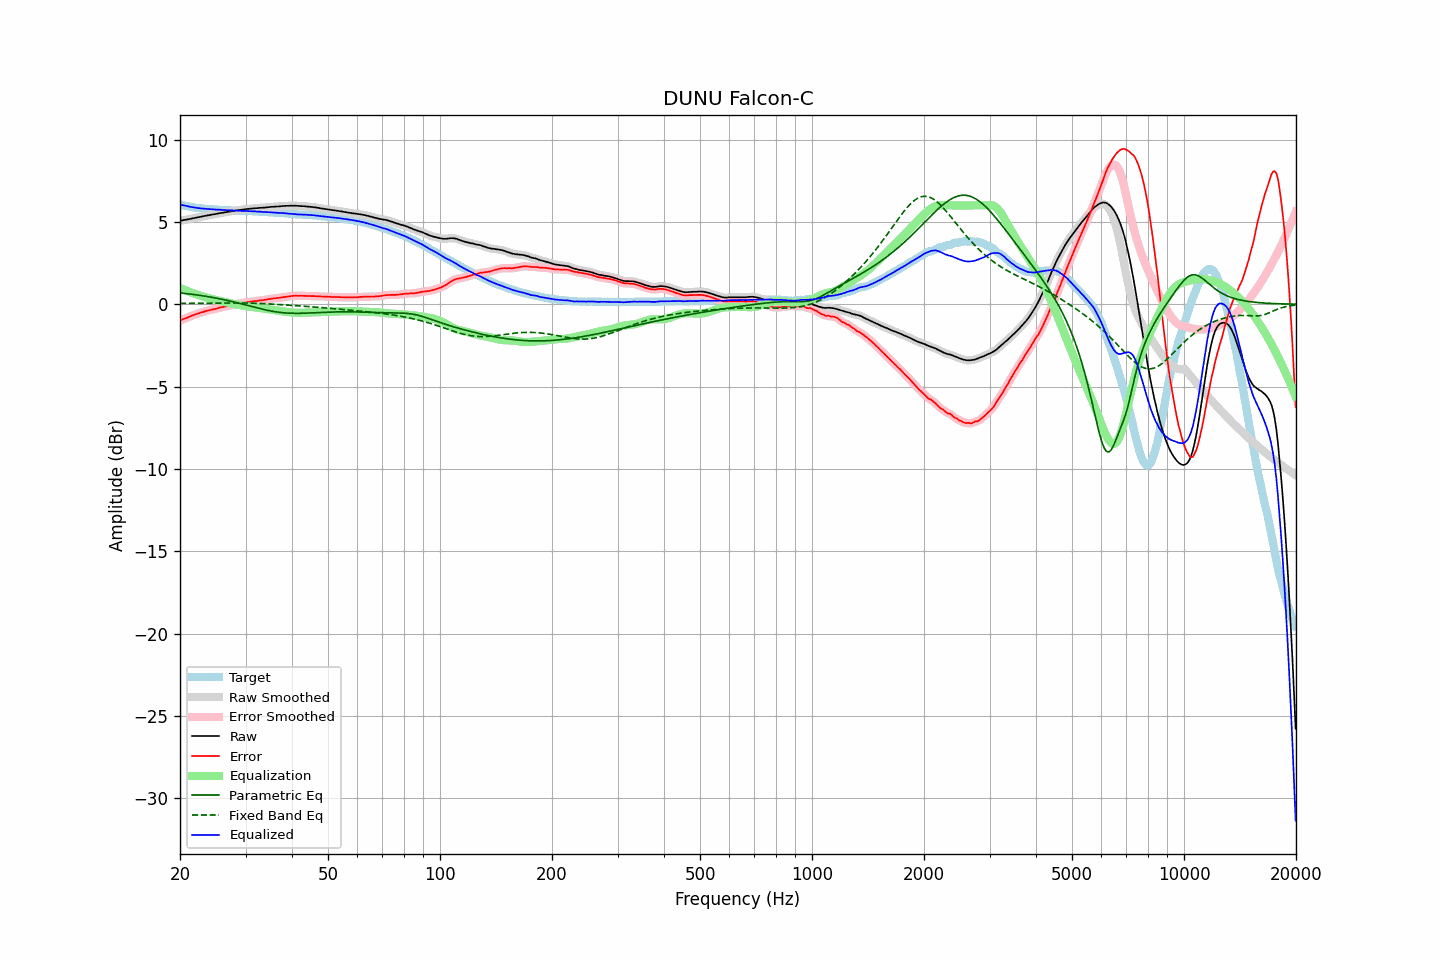 DUNU Falcon-C
10
5
0
−5
−10
−15
−20
−25
−30
Amplitude (dBr)
Target
Raw Smoothed
Error Smoothed
Raw
Error
Equalization
Parametric Eq
Fixed Band Eq
Equalized
20 50 100 200 500 1000 2000 5000 10000 20000
Frequency (Hz)